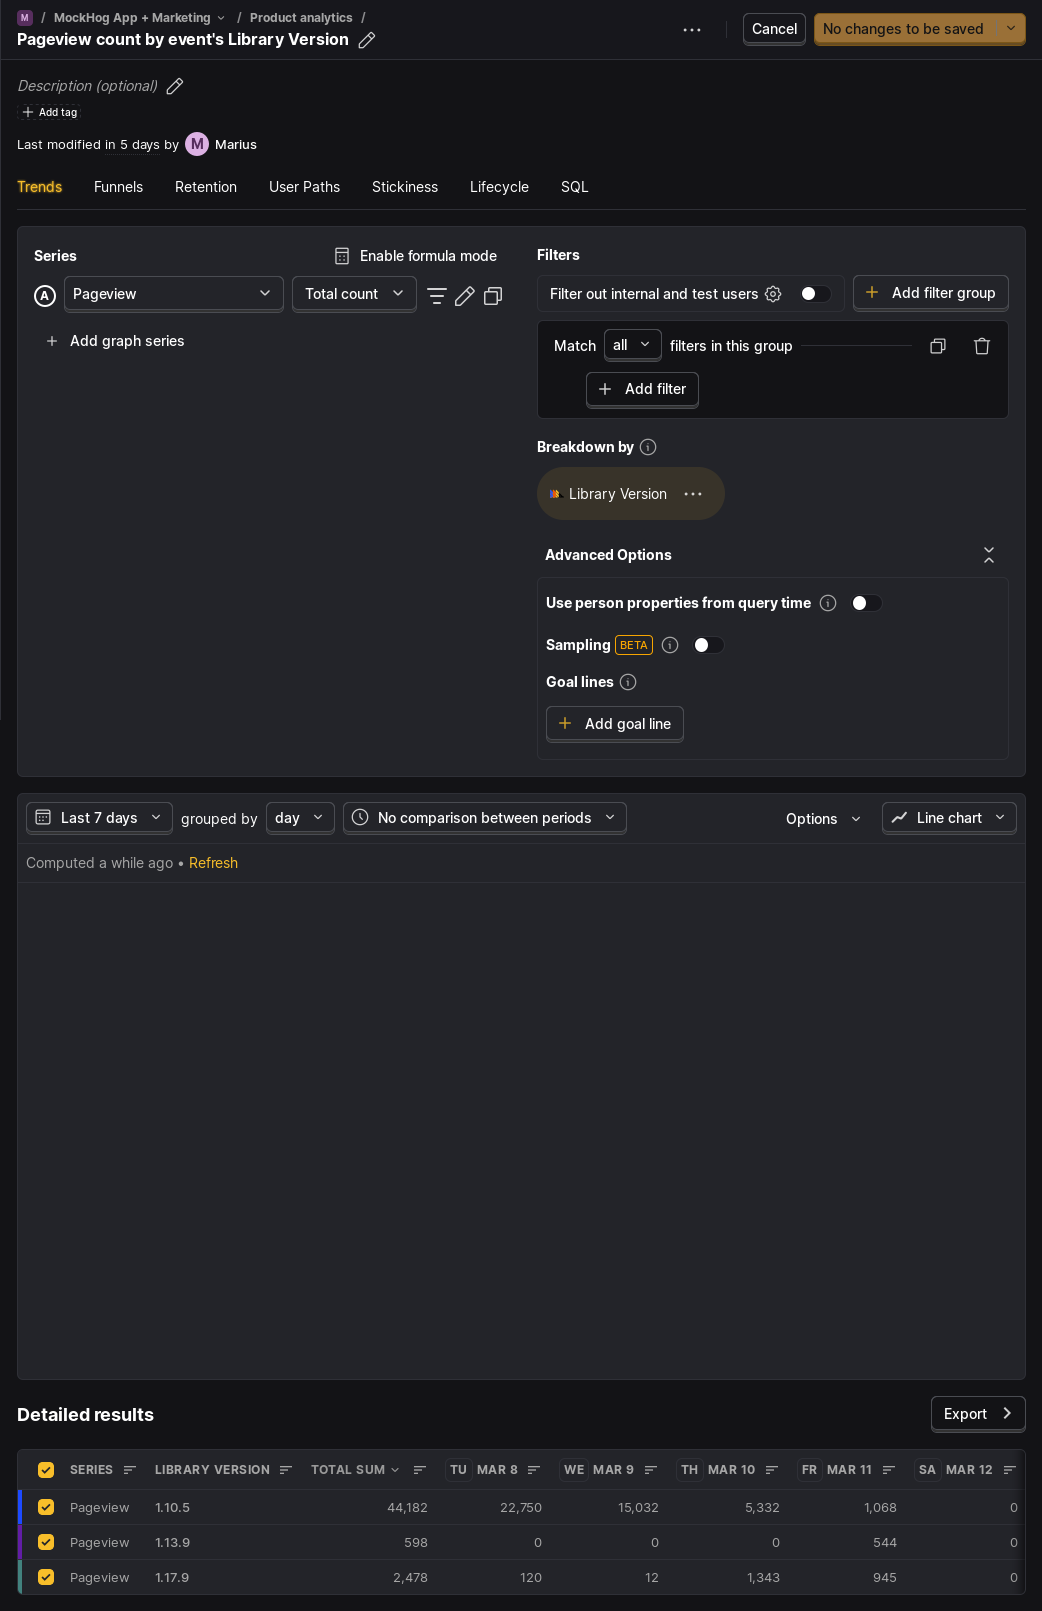 M / MockHog App + Marketing / Product analytics /
Pageview count by event's Library Version
Cancel
No changes to be saved
Description (optional)
Add tag
Last modified in 5 days by M Marius
Trends Funnels Retention User Paths Stickiness Lifecycle SQL
Series
Enable formula mode
A Pageview Total count
Add graph series
Filters
Filter out internal and test users
Add filter group
Match all filters in this group
Add filter
Breakdown by
Library Version
Advanced Options
Use person properties from query time
Sampling BETA
Goal lines
Add goal line
Last 7 days grouped by day No comparison between periods Options Line chart
Computed a while ago • Refresh
Detailed results
Export
SERIES LIBRARY VERSION TOTAL SUM TU MAR 8 WE MAR 9 TH MAR 10 FR MAR 11 SA MAR 12
Pageview 1.10.5 44,182 22,750 15,032 5,332 1,068 0
Pageview 1.13.9 598 0 0 0 544 0
Pageview 1.17.9 2,478 120 12 1,343 945 0